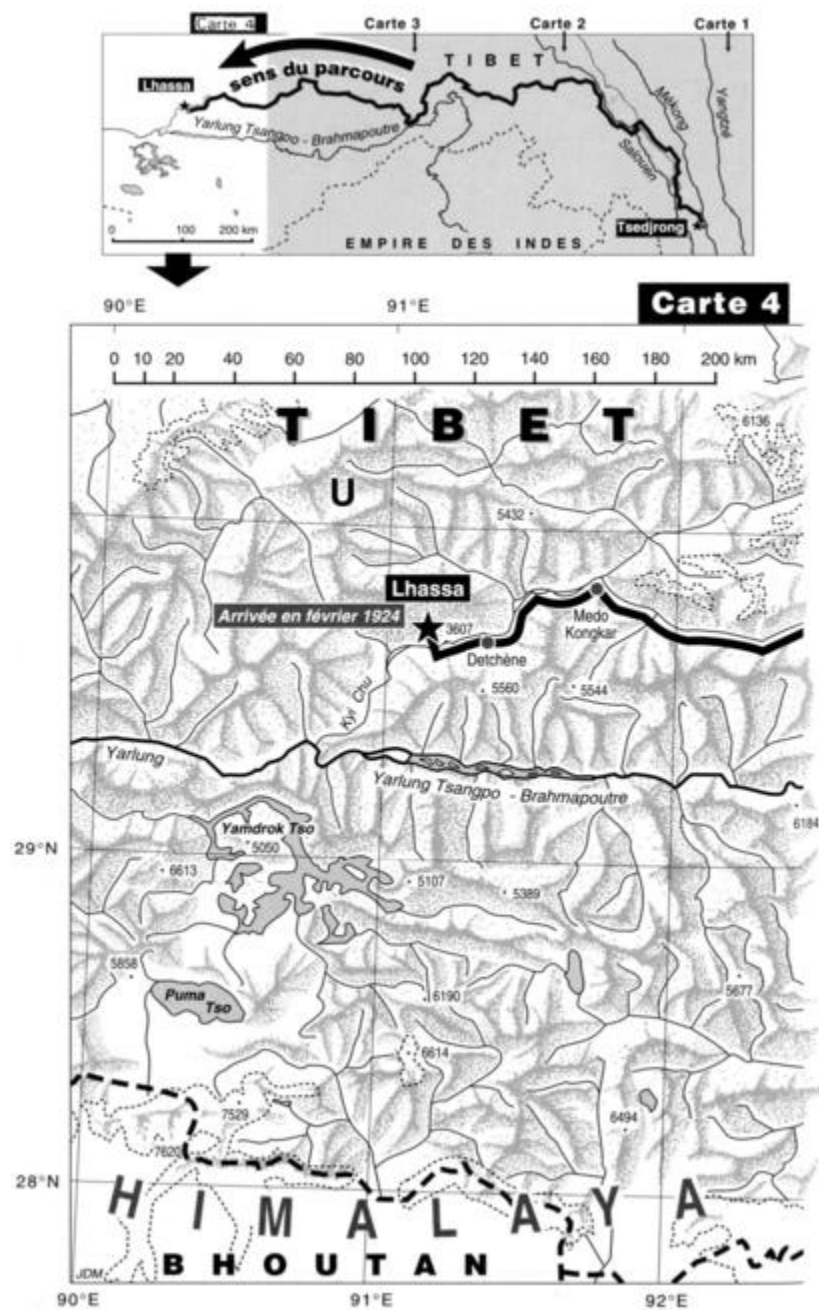 Carte 4
Carte 3
Carte 2
Carte 1
TIBET
sens du parcours
Lhassa
Yarlung Tsangpo - Brahmapoutre
Mékong
Yangtzé
Salouen
Tsedjrong
0 100 200 km
EMPIRE DES INDES
90°E
91°E
Carte 4
0 10 20 40 60 80 100 120 140 160 180 200 km
TIBET
6136
U
5432
Lhassa
Arrivée en février 1924
3607
Medo
Kongkar
Detchène
5560
5544
Kyi Chu
Yarlung
Yarlung Tsangpo - Brahmapoutre
6184
Yamdrok Tso
29°N
5050
6613
5107
5389
5858
5677
Puma
Tso
6190
6614
7529
6494
7620
28°N
HIMALAYA
BHOUTAN
JDM
90°E
91°E
92°E